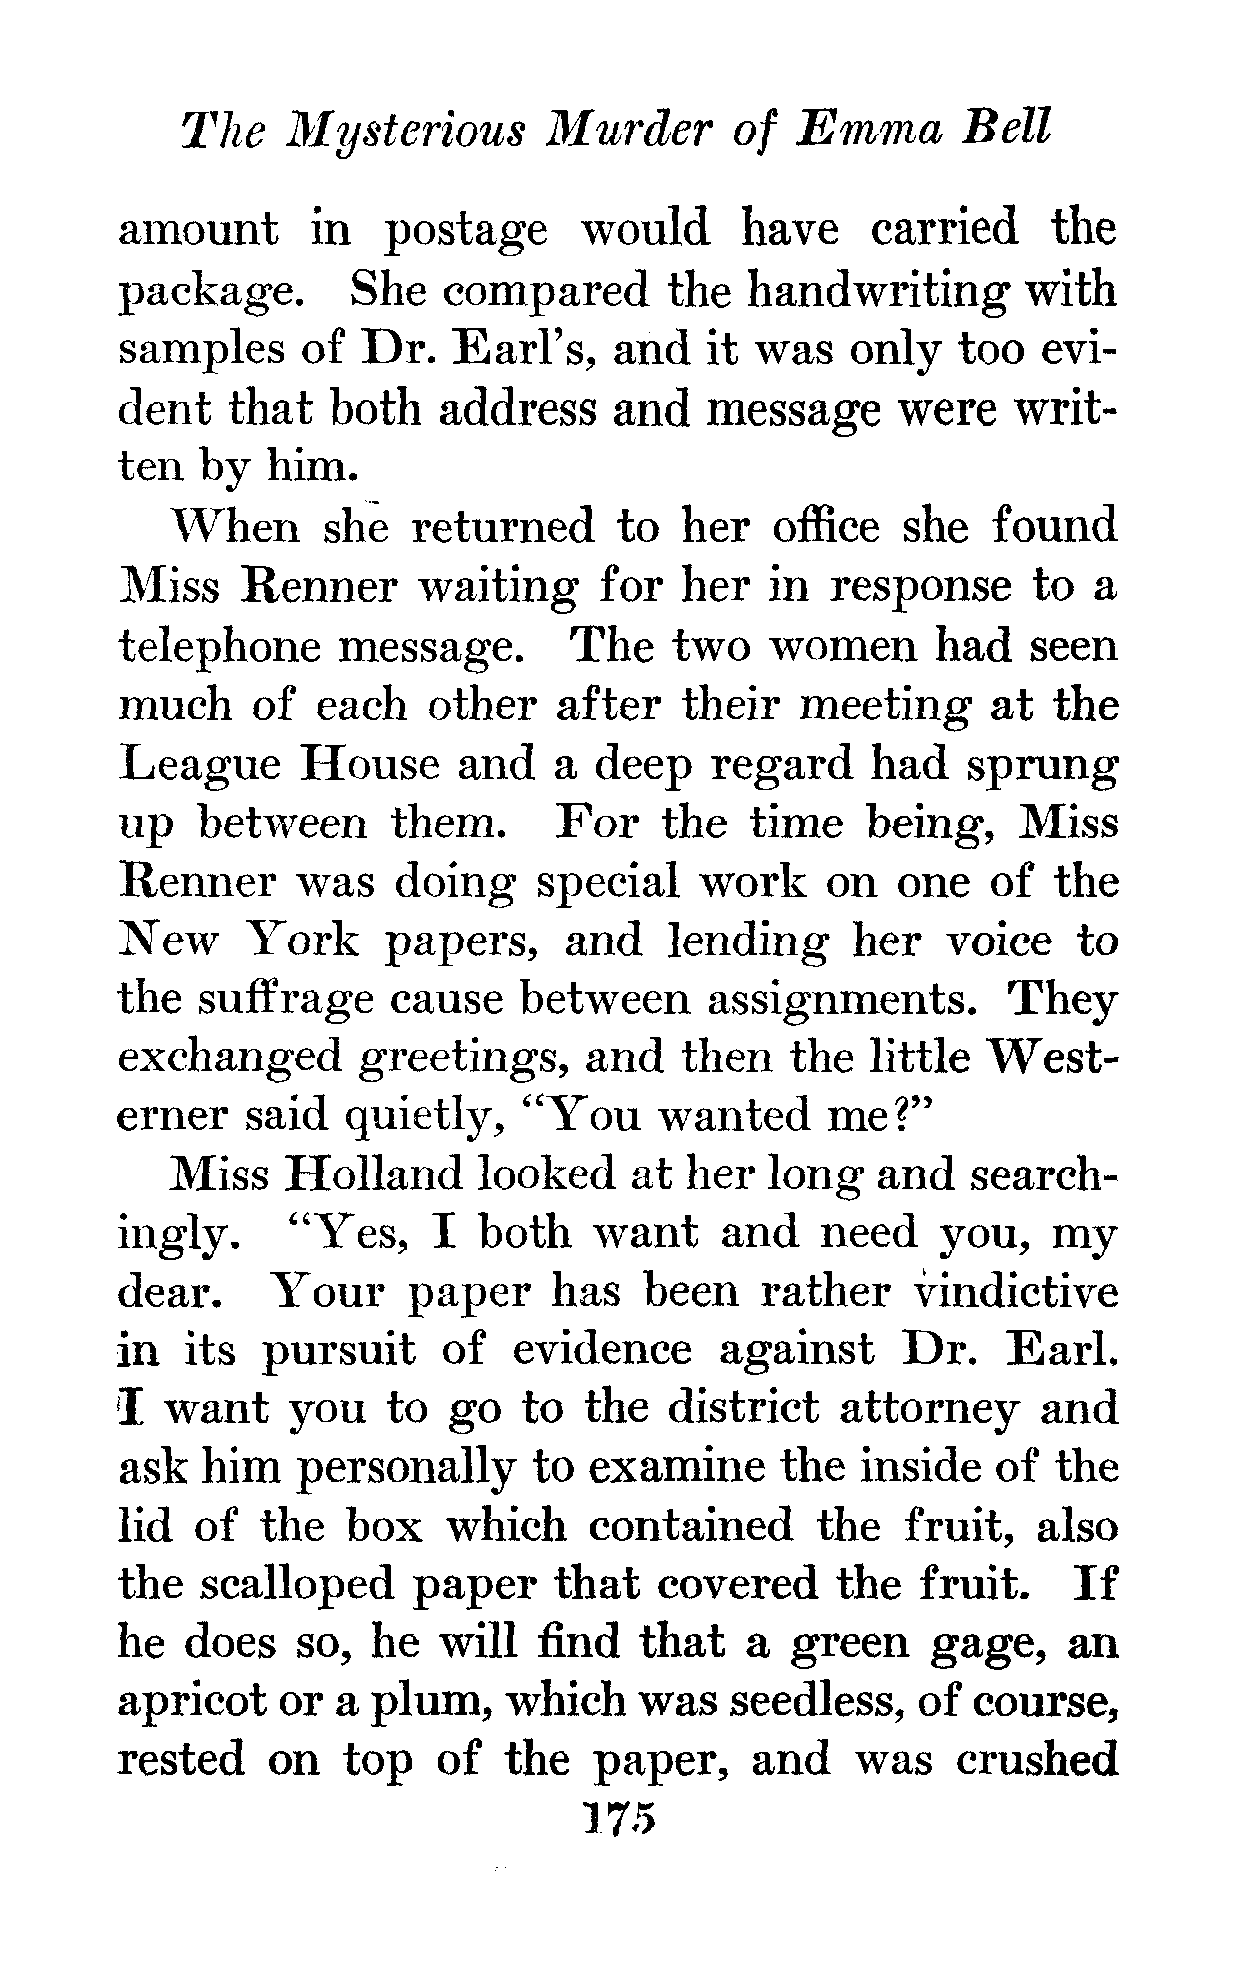 The Mysterious Murder of Emma Bell
amount in postage would have carried the
package. She compared the handwriting with
samples of Dr. Earl's, and it was only too evi-
dent that both address and message were writ-
ten by him.
When she returned to her office she found
Miss Renner waiting for her in response to a
telephone message. The two women had seen
much of each other after their meeting at the
League House and a deep regard had sprung
up between them. For the time being, Miss
Renner was doing special work on one of the
New York papers, and lending her voice to
the suffrage cause between assignments. They
exchanged greetings, and then the little West-
erner said quietly, "You wanted me?"
Miss Holland looked at her long and search-
ingly. "Yes, I both want and need you, my
dear. Your paper has been rather vindictive
in its pursuit of evidence against Dr. Earl.
I want you to go to the district attorney and
ask him personally to examine the inside of the
lid of the box which contained the fruit, also
the scalloped paper that covered the fruit. If
he does so, he will find that a green gage, an
apricot or a plum, which was seedless, of course,
rested on top of the paper, and was crushed
175